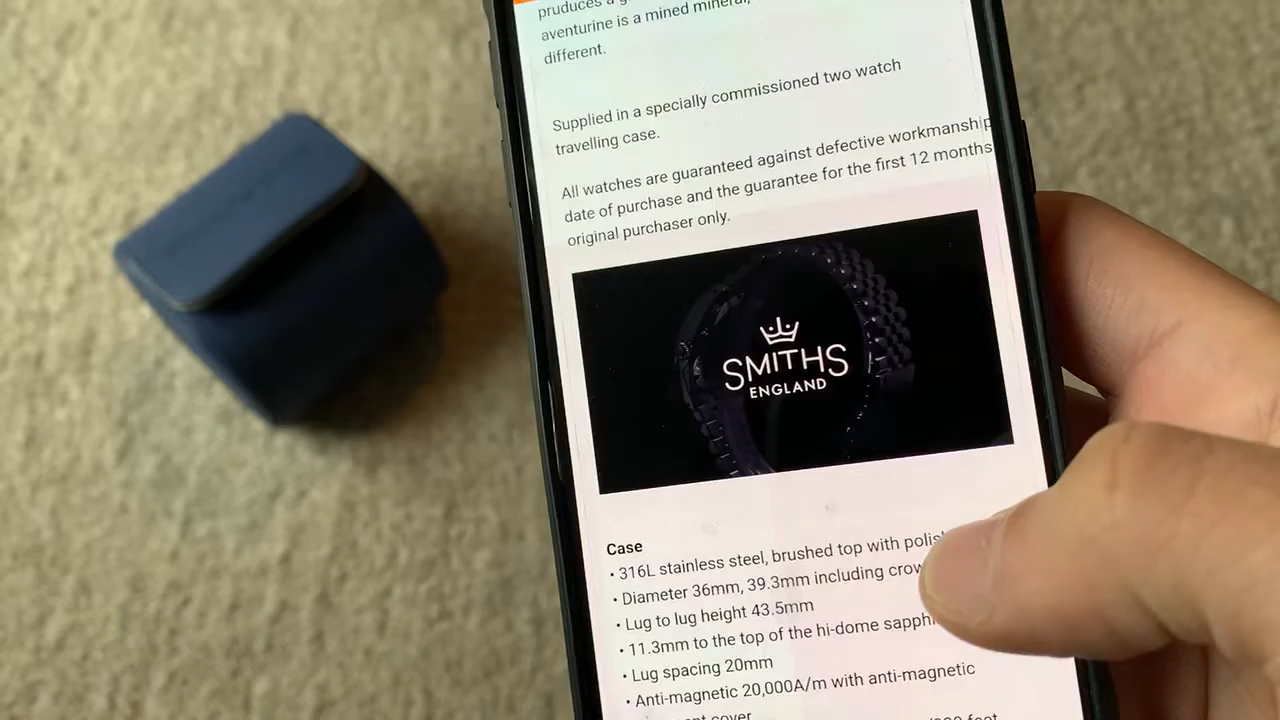 aventurine is a mined mineral,
different.
Supplied in a specially commissioned two watch
travelling case.
All watches are guaranteed against defective workmanship
date of purchase and the guarantee for the first 12 months
original purchaser only.
SMITHS
ENGLAND
Case
• 316L stainless steel, brushed top with
• Diameter 36mm, 39.3mm including
• Lug to lug height 43.5mm
• 11.3mm to the top of the hi-dome
• Lug spacing 20mm
• Anti-magnetic 20,000A/m with anti-magnetic
cover